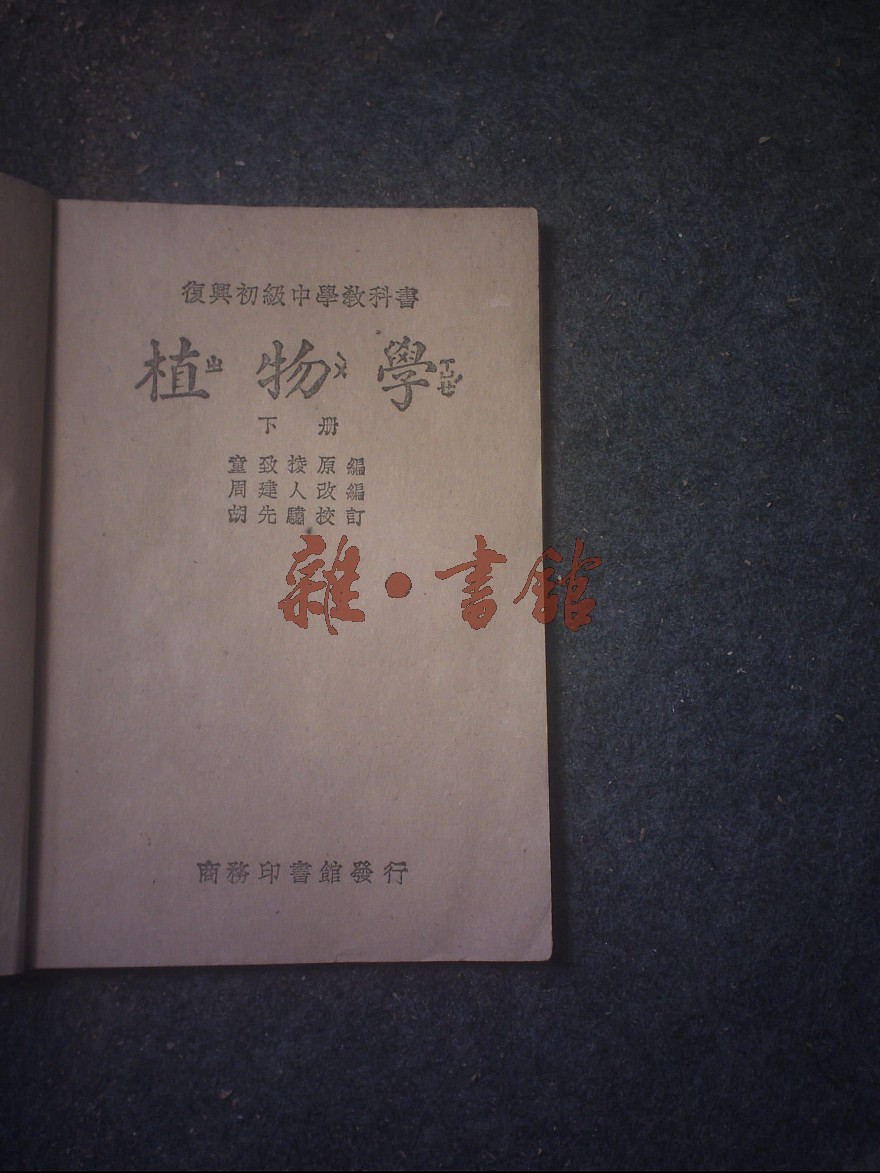 復興初級中學教科書
植ㄓ 物ㄨ 學ㄒㄩㄝ
下册
童致掕原編
周建人改編
胡先驌校訂
雜·書館
商務印書館發行